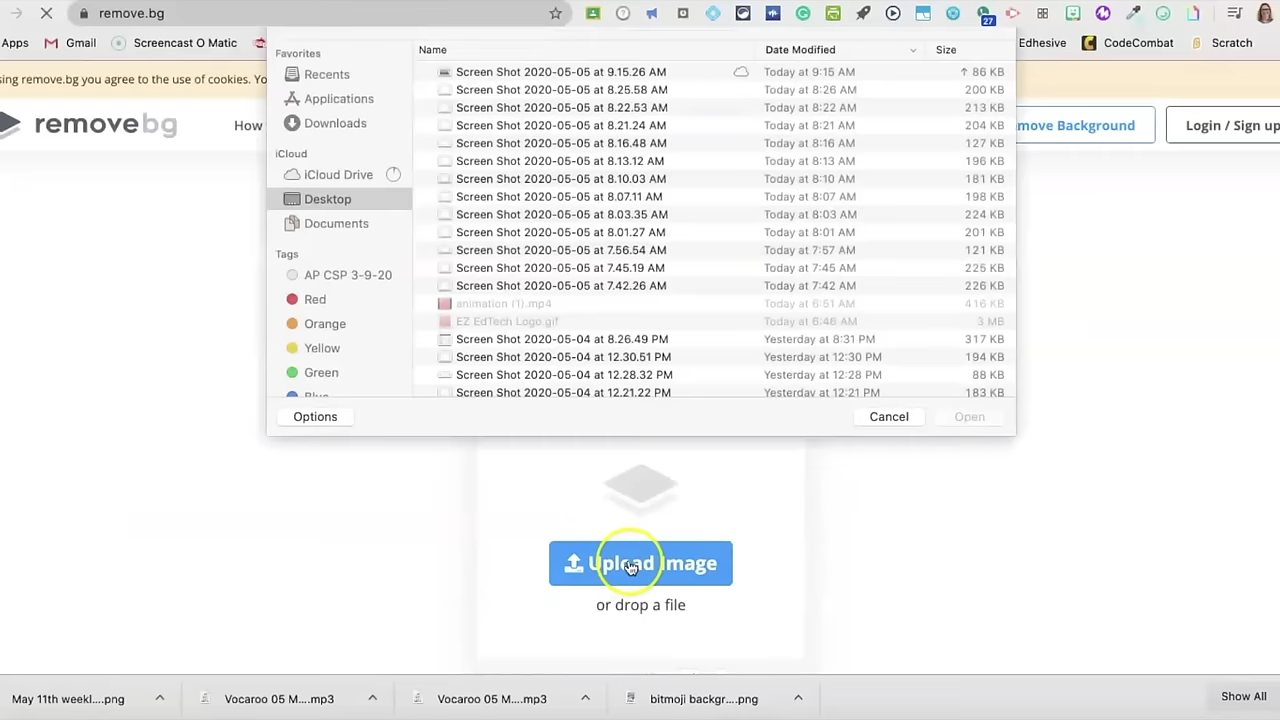 remove.bg
27
Apps
Gmail
Screencast O Matic
Edhesive
CodeCombat
Scratch
sing remove.bg you agree to the use of cookies. Yo
removebg
How
move Background
Login / Sign up
Favorites
Recents
Applications
Downloads
iCloud
iCloud Drive
Desktop
Documents
Tags
AP CSP 3-9-20
Red
Orange
Yellow
Green
Blue
Name Date Modified Size
Screen Shot 2020-05-05 at 9.15.26 AM Today at 9:15 AM ↑ 86 KB
Screen Shot 2020-05-05 at 8.25.58 AM Today at 8:26 AM 200 KB
Screen Shot 2020-05-05 at 8.22.53 AM Today at 8:22 AM 213 KB
Screen Shot 2020-05-05 at 8.21.24 AM Today at 8:21 AM 204 KB
Screen Shot 2020-05-05 at 8.16.48 AM Today at 8:16 AM 127 KB
Screen Shot 2020-05-05 at 8.13.12 AM Today at 8:13 AM 196 KB
Screen Shot 2020-05-05 at 8.10.03 AM Today at 8:10 AM 181 KB
Screen Shot 2020-05-05 at 8.07.11 AM Today at 8:07 AM 198 KB
Screen Shot 2020-05-05 at 8.03.35 AM Today at 8:03 AM 224 KB
Screen Shot 2020-05-05 at 8.01.27 AM Today at 8:01 AM 201 KB
Screen Shot 2020-05-05 at 7.56.54 AM Today at 7:57 AM 121 KB
Screen Shot 2020-05-05 at 7.45.19 AM Today at 7:45 AM 225 KB
Screen Shot 2020-05-05 at 7.42.26 AM Today at 7:42 AM 226 KB
animation (1).mp4 Today at 6:51 AM 416 KB
EZ EdTech Logo.gif Today at 6:46 AM 3 MB
Screen Shot 2020-05-04 at 8.26.49 PM Yesterday at 8:31 PM 317 KB
Screen Shot 2020-05-04 at 12.30.51 PM Yesterday at 12:30 PM 194 KB
Screen Shot 2020-05-04 at 12.28.32 PM Yesterday at 12:28 PM 88 KB
Screen Shot 2020-05-04 at 12.21.22 PM Yesterday at 12:21 PM 183 KB
Options
Cancel
Open
Upload Image
or drop a file
May 11th weekl....png
Vocaroo 05 M....mp3
Vocaroo 05 M....mp3
bitmoji backgr....png
Show All